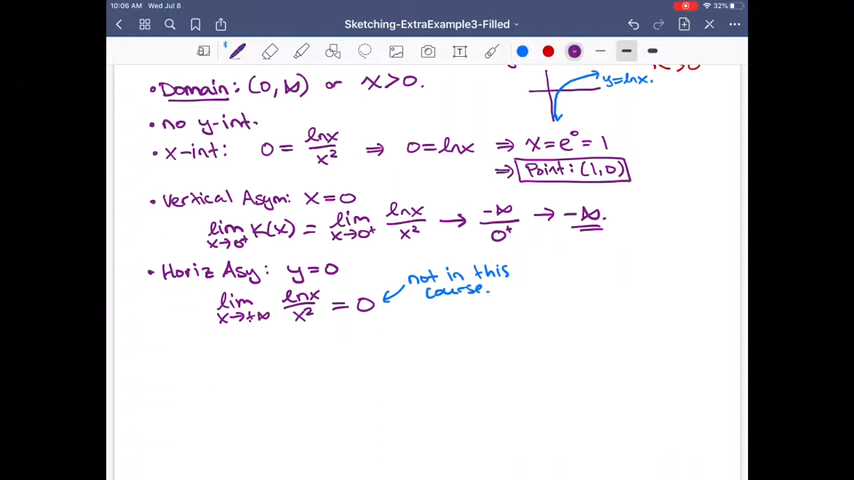 10:06 AM Wed Jul 8
32%
Sketching-ExtraExample3-Filled
• Domain: (0, ∞) or x>0.
y=lnx.
• no y-int.
• x-int: 0 = lnx/x² ⇒ 0=lnx ⇒ x=e⁰=1
⇒ Point: (1,0)
• Vertical Asym: x=0
lim x→0⁺ K(x) = lim x→0⁺ lnx/x² → -∞/0⁺ → -∞.
• Horiz Asy: y=0
not in this
course.
lim x→+∞ lnx/x² = 0